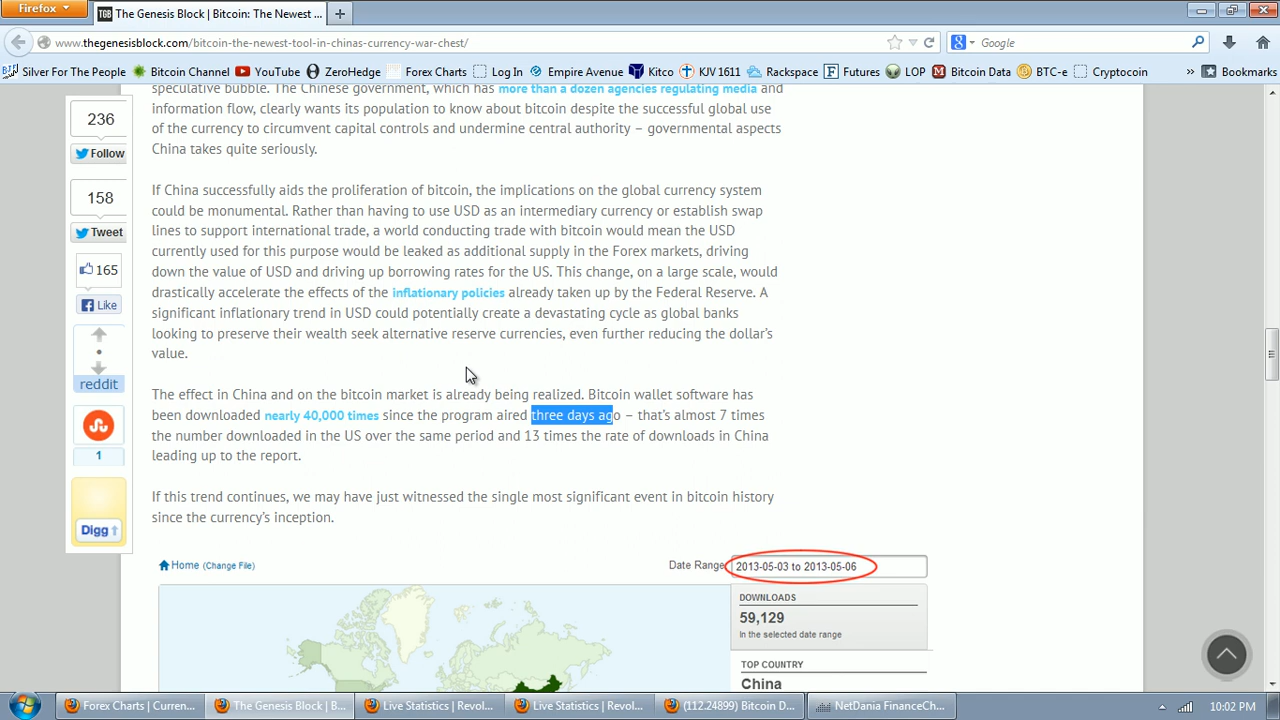 Firefox
The Genesis Block | Bitcoin: The Newest ...
www.thegenesisblock.com/bitcoin-the-newest-tool-in-chinas-currency-war-chest/
Google
Silver For The People Bitcoin Channel YouTube ZeroHedge Forex Charts Log In Empire Avenue Kitco KJV 1611 Rackspace Futures LOP Bitcoin Data BTC-e Cryptocoin » Bookmarks
speculative bubble. The Chinese government, which has more than a dozen agencies regulating media and
information flow, clearly wants its population to know about bitcoin despite the successful global use
of the currency to circumvent capital controls and undermine central authority – governmental aspects
China takes quite seriously.
If China successfully aids the proliferation of bitcoin, the implications on the global currency system
could be monumental. Rather than having to use USD as an intermediary currency or establish swap
lines to support international trade, a world conducting trade with bitcoin would mean the USD
currently used for this purpose would be leaked as additional supply in the Forex markets, driving
down the value of USD and driving up borrowing rates for the US. This change, on a large scale, would
drastically accelerate the effects of the inflationary policies already taken up by the Federal Reserve. A
significant inflationary trend in USD could potentially create a devastating cycle as global banks
looking to preserve their wealth seek alternative reserve currencies, even further reducing the dollar's
value.
The effect in China and on the bitcoin market is already being realized. Bitcoin wallet software has
been downloaded nearly 40,000 times since the program aired three days ago – that's almost 7 times
the number downloaded in the US over the same period and 13 times the rate of downloads in China
leading up to the report.
If this trend continues, we may have just witnessed the single most significant event in bitcoin history
since the currency's inception.
236
Follow
158
Tweet
165
Like
reddit
1
Digg
Home (Change File)
Date Range
2013-05-03 to 2013-05-06
DOWNLOADS
59,129
In the selected date range
TOP COUNTRY
China
Forex Charts | Curren... The Genesis Block | B... Live Statistics | Revol... Live Statistics | Revol... (112.24899) Bitcoin D... NetDania FinanceCh... 10:02 PM